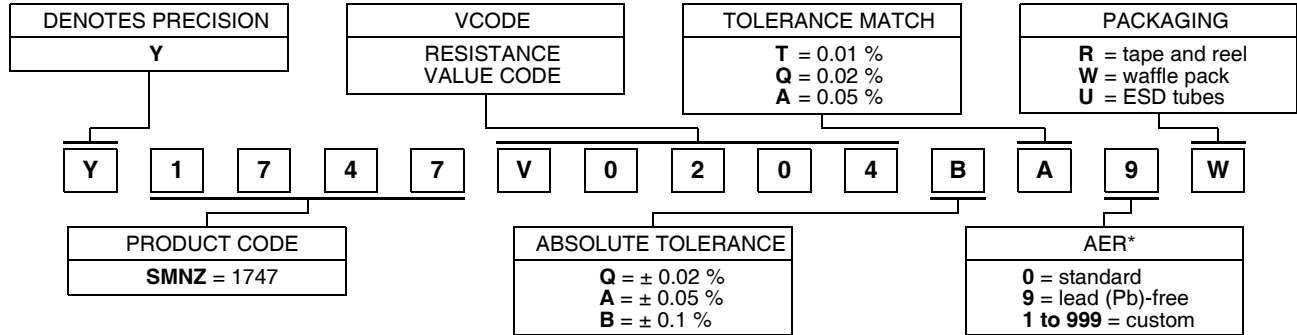 DENOTES PRECISION
Y
VCODE
RESISTANCE
VALUE CODE
TOLERANCE MATCH
T = 0.01 %
Q = 0.02 %
A = 0.05 %
PACKAGING
R = tape and reel
W = waffle pack
U = ESD tubes
Y 1 7 4 7 V 0 2 0 4 B A 9 W
PRODUCT CODE
SMNZ = 1747
ABSOLUTE TOLERANCE
Q = ± 0.02 %
A = ± 0.05 %
B = ± 0.1 %
AER*
0 = standard
9 = lead (Pb)-free
1 to 999 = custom